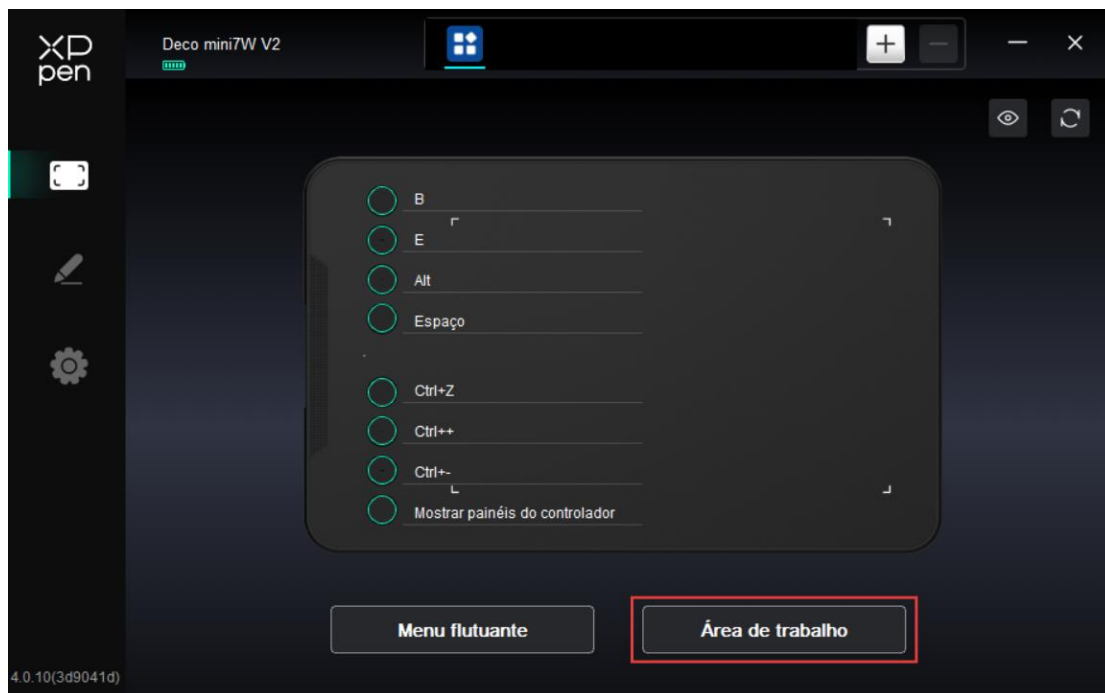 XP
pen
Deco mini7W V2
B
E
Alt
Espaço
Ctrl+Z
Ctrl++
Ctrl+-
Mostrar painéis do controlador
Menu flutuante
Área de trabalho
4.0.10(3d9041d)